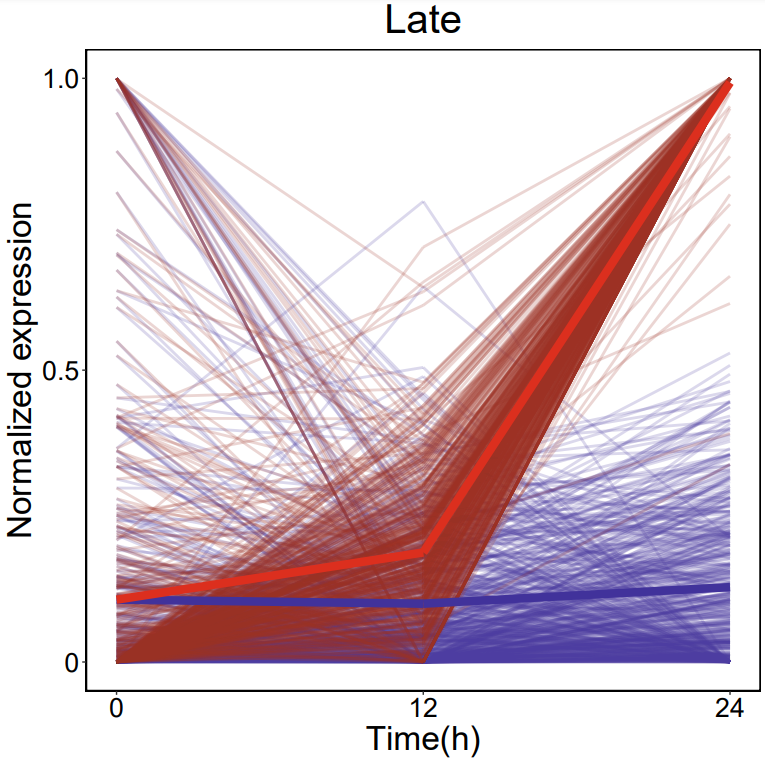 Late
Normalized expression
1.0
0.5
0
0 12 24
Time(h)